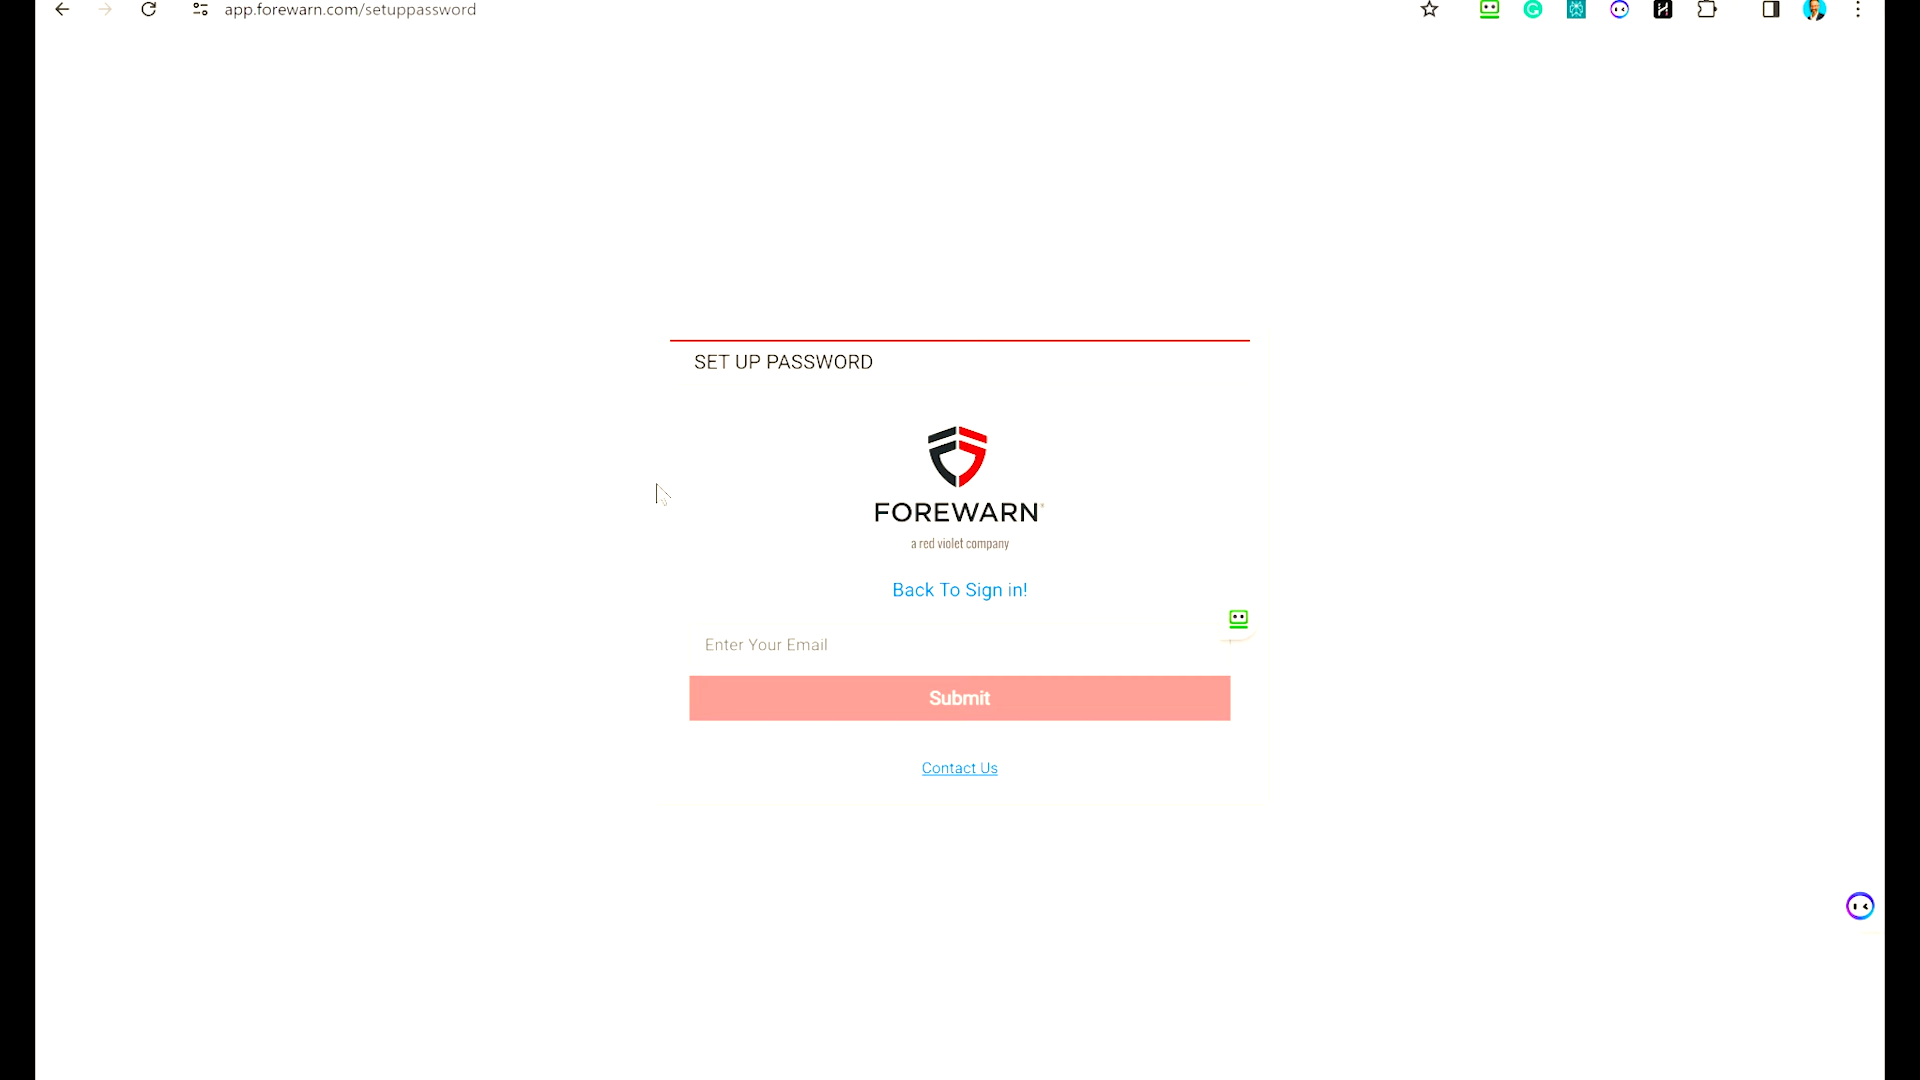 app.forewarn.com/setuppassword
SET UP PASSWORD
FOREWARN
a red violet company
Back To Sign in!
Enter Your Email
Submit
Contact Us